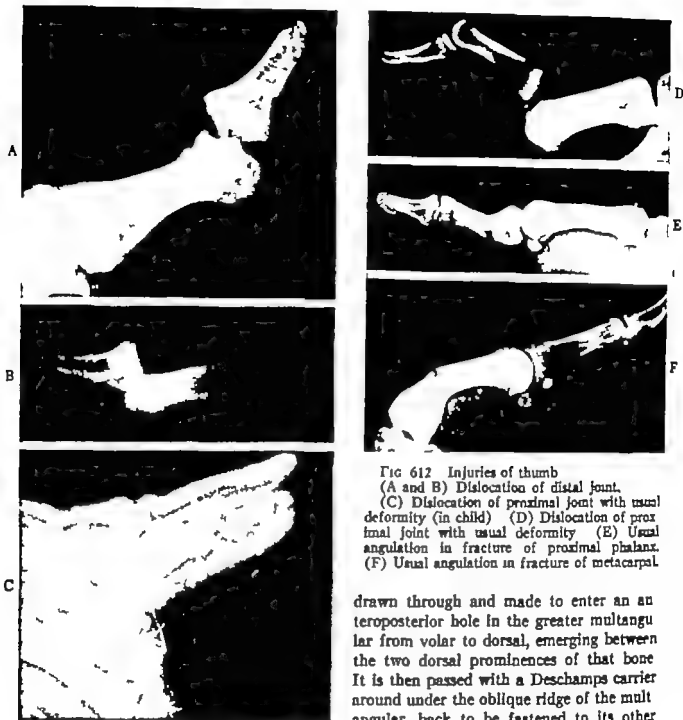 A
B
C
D
E
F
FIG 612 Injuries of thumb
(A and B) Dislocation of distal joint.
(C) Dislocation of proximal joint with usual
deformity (in child) (D) Dislocation of prox
imal joint with usual deformity (E) Usual
angulation in fracture of proximal phalanx.
(F) Usual angulation in fracture of metacarpal.
drawn through and made to enter an an
teroposterior hole in the greater multangu
lar from volar to dorsal, emerging between
the two dorsal prominences of that bone
It is then passed with a Deschamps carrier
around under the oblique ridge of the mult
angular, back to be fastened to its other